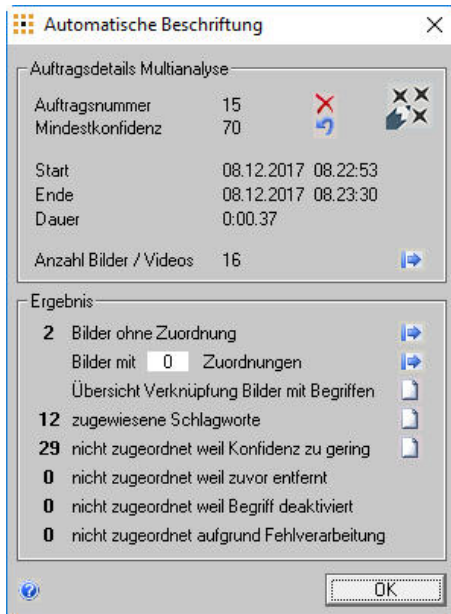 Automatische Beschriftung
Auftragsdetails Multianalyse
Auftragsnummer 15
Mindestkonfidenz 70
Start 08.12.2017 08.22:53
Ende 08.12.2017 08.23:30
Dauer 0:00.37
Anzahl Bilder / Videos 16
Ergebnis
2 Bilder ohne Zuordnung
Bilder mit 0 Zuordnungen
Übersicht Verknüpfung Bilder mit Begriffen
12 zugewiesene Schlagworte
29 nicht zugeordnet weil Konfidenz zu gering
0 nicht zugeordnet weil zuvor entfernt
0 nicht zugeordnet weil Begriff deaktiviert
0 nicht zugeordnet aufgrund Fehlverarbeitung
OK